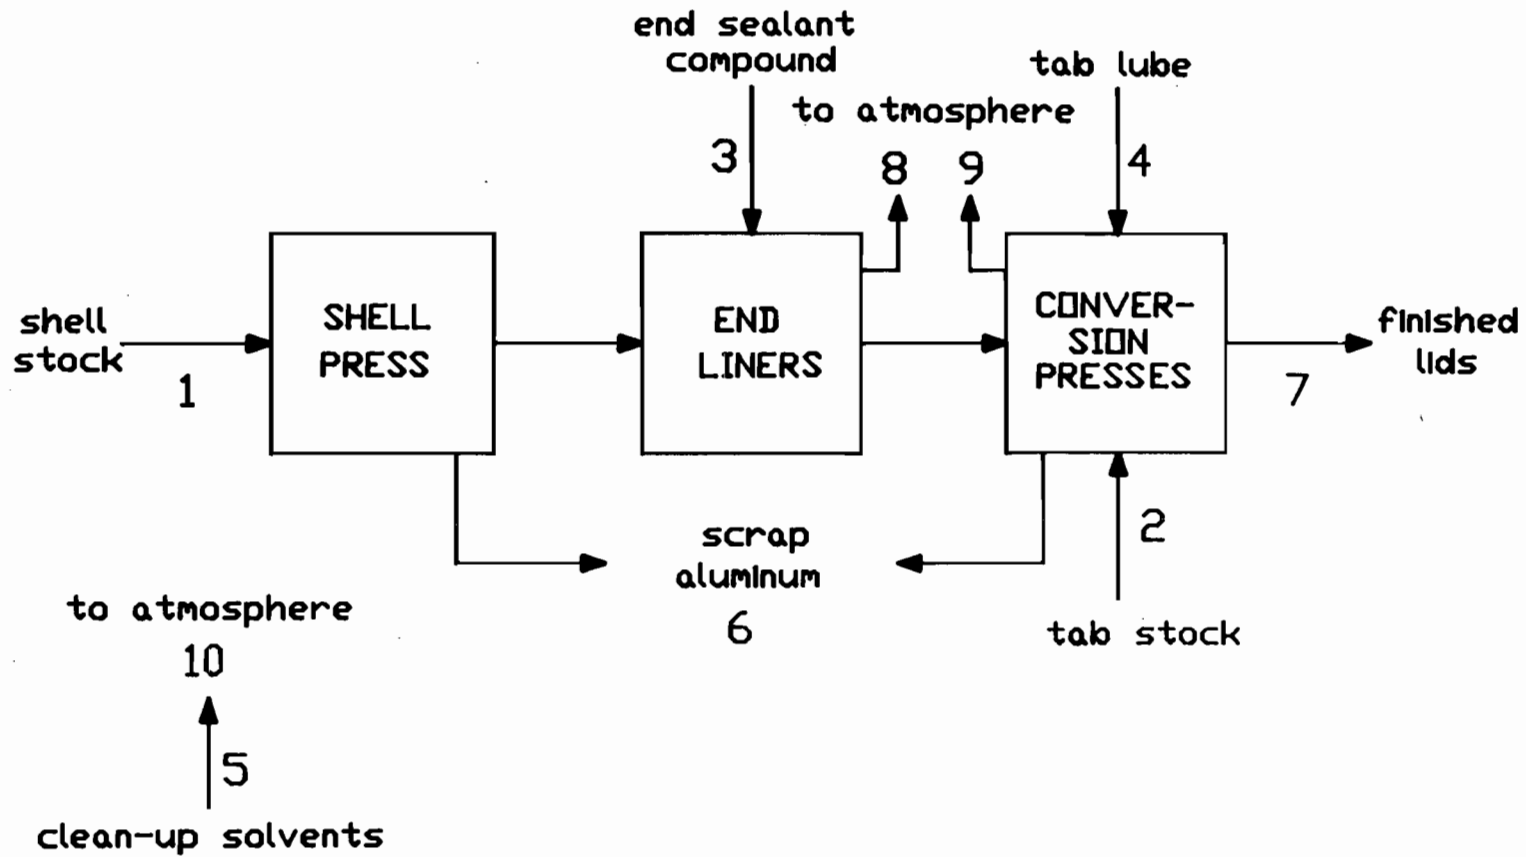 end sealant
compound
tab lube
to atmosphere
3
8
9
4
shell
stock
1
SHELL
PRESS
END
LINERS
CONVER-
SION
PRESSES
finished
lids
7
scrap
aluminum
6
2
tab stock
to atmosphere
10
5
clean-up solvents